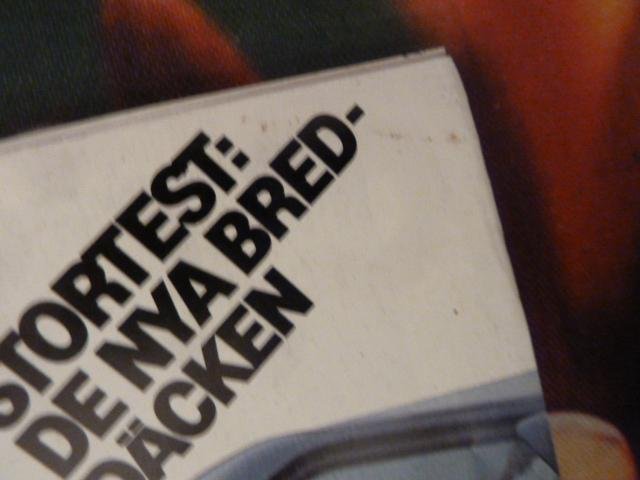 STORTEST:
DE NYA BRED-
DÄCKEN